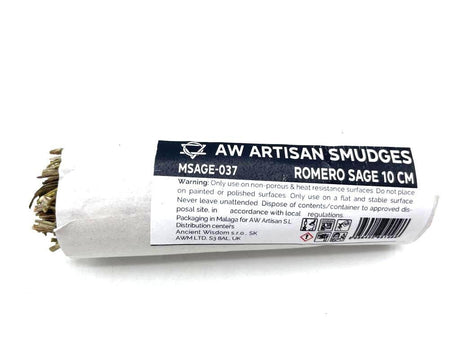 AW ARTISAN SMUDGES
MSAGE-037 ROMERO SAGE 10 CM
Warning: Only use on non-porous & heat resistance surfaces. Do not place
on painted or polished surfaces. Only use on a flat and stable surface
Never leave unattended Dispose of contents/container to approved dis-
posal site, in accordance with local regulations.
Packaging in Malaga for AW Artisan S.L
Distribution centers
Ancient Wisdom s.r.o., SK
AWM LTD. S3 8AL, UK